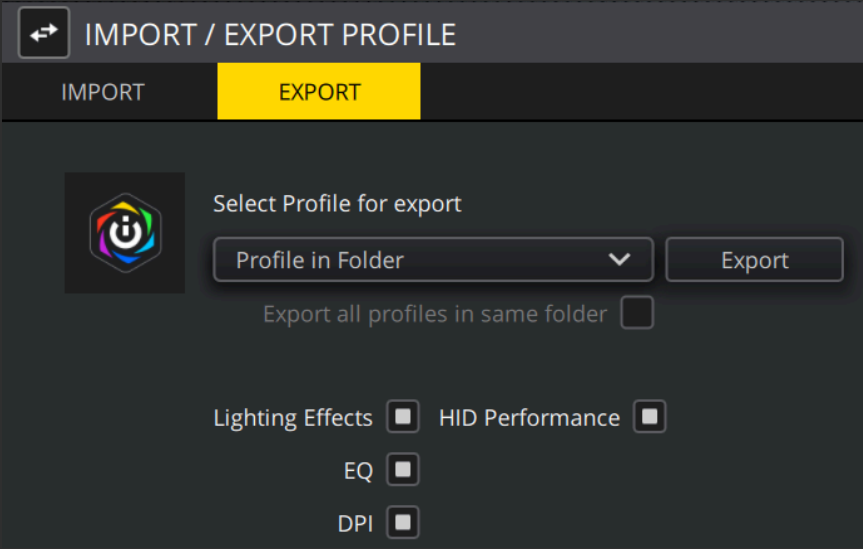 IMPORT / EXPORT PROFILE
IMPORT EXPORT
Select Profile for export
Profile in Folder Export
Export all profiles in same folder
Lighting Effects HID Performance
EQ
DPI